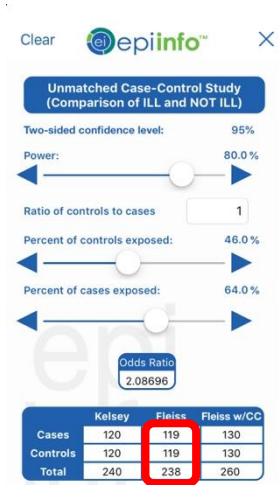 Clear epiinfo™ X
Unmatched Case-Control Study
(Comparison of ILL and NOT ILL)
Two-sided confidence level: 95%
Power: 80.0 %
Ratio of controls to cases 1
Percent of controls exposed: 46.0 %
Percent of cases exposed: 64.0 %
Odds Ratio
2.08696
Kelsey Fleiss Fleiss w/CC
Cases 120 119 130
Controls 120 119 130
Total 240 238 260